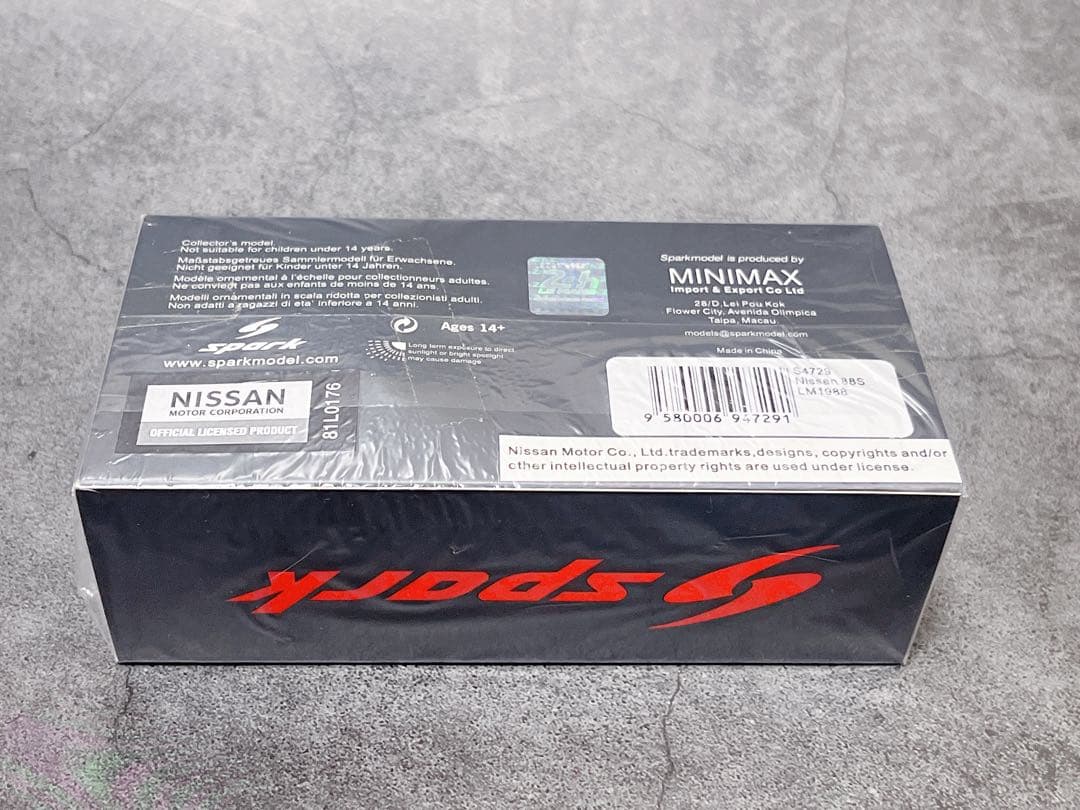 Collector's model.
Not suitable for children under 14 years.
Maßstabsgetreues Sammlermodell für Erwachsene.
Nicht geeignet für Kinder unter 14 Jahren.
Modèle ornemental à l'échelle pour collectionneurs adultes.
Ne convient pas aux enfants de moins de 14 ans.
Modelli ornamentali in scala ridotta per collezionisti adulti.
Non adatti a ragazzi di eta' inferiore a 14 anni.
spark
www.sparkmodel.com
Ages 14+
Long term exposure to direct
sunlight or bright spotlight
may cause damage
NISSAN
MOTOR CORPORATION
OFFICIAL LICENSED PRODUCT
81L0176
24h
Sparkmodel is produced by
MINIMAX
Import & Export Co Ltd
28/D,Lei Pou Kok
Flower City, Avenida Olimpica
Taipa, Macau
models@sparkmodel.com
Made in China
S4729
Nissan 88S
LM1988
9 580006 947291
Nissan Motor Co., Ltd.trademarks,designs, copyrights and/or
other intellectual property rights are used under license.
spark